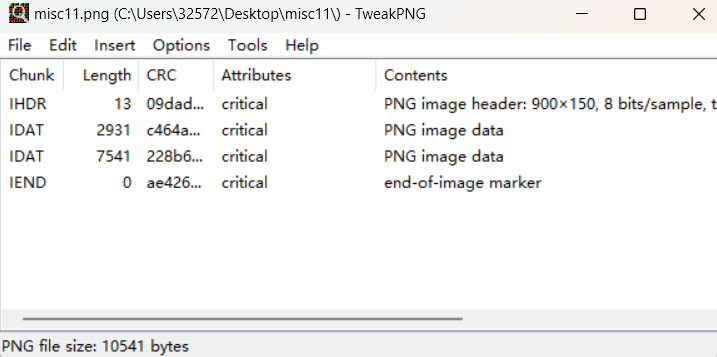 misc11.png (C:\Users\32572\Desktop\misc11\) - TweakPNG
File Edit Insert Options Tools Help
Chunk Length CRC Attributes Contents
IHDR 13 09dad... critical PNG image header: 900×150, 8 bits/sample, t
IDAT 2931 c464a... critical PNG image data
IDAT 7541 228b6... critical PNG image data
IEND 0 ae426... critical end-of-image marker
PNG file size: 10541 bytes